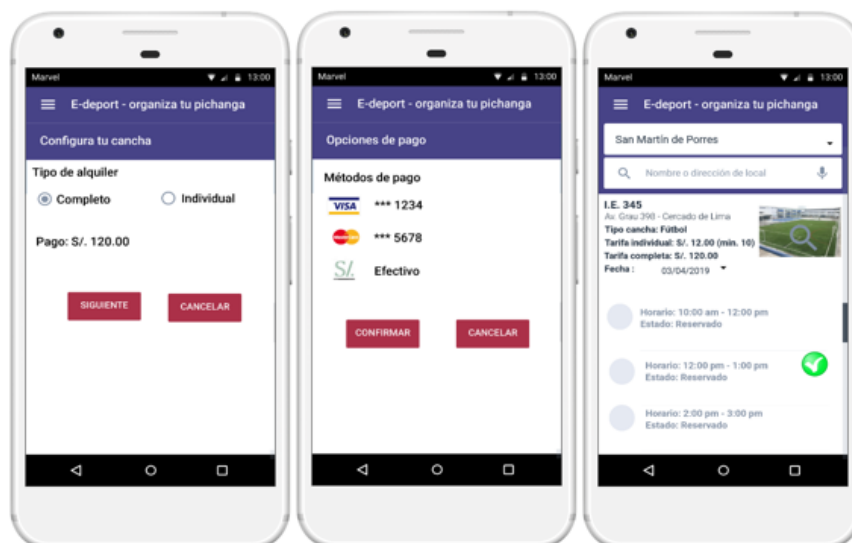 Marvel
13:00
E-deport - organiza tu pichanga
Configura tu cancha
Tipo de alquiler
Completo
Individual
Pago: S/. 120.00
SIGUIENTE
CANCELAR
Marvel
13:00
E-deport - organiza tu pichanga
Opciones de pago
Métodos de pago
VISA
*** 1234
*** 5678
S/.
Efectivo
CONFIRMAR
CANCELAR
Marvel
13:00
E-deport - organiza tu pichanga
San Martín de Porres
Nombre o dirección de local
I.E. 345
Av. Grau 390 - Cercado de Lima
Tipo cancha: Fútbol
Tarifa individual: S/. 12.00 (min. 10)
Tarifa completa: S/. 120.00
Fecha :
03/04/2019
Horario: 10:00 am - 12:00 pm
Estado: Reservado
Horario: 12:00 pm - 1:00 pm
Estado: Reservado
Horario: 2:00 pm - 3:00 pm
Estado: Reservado